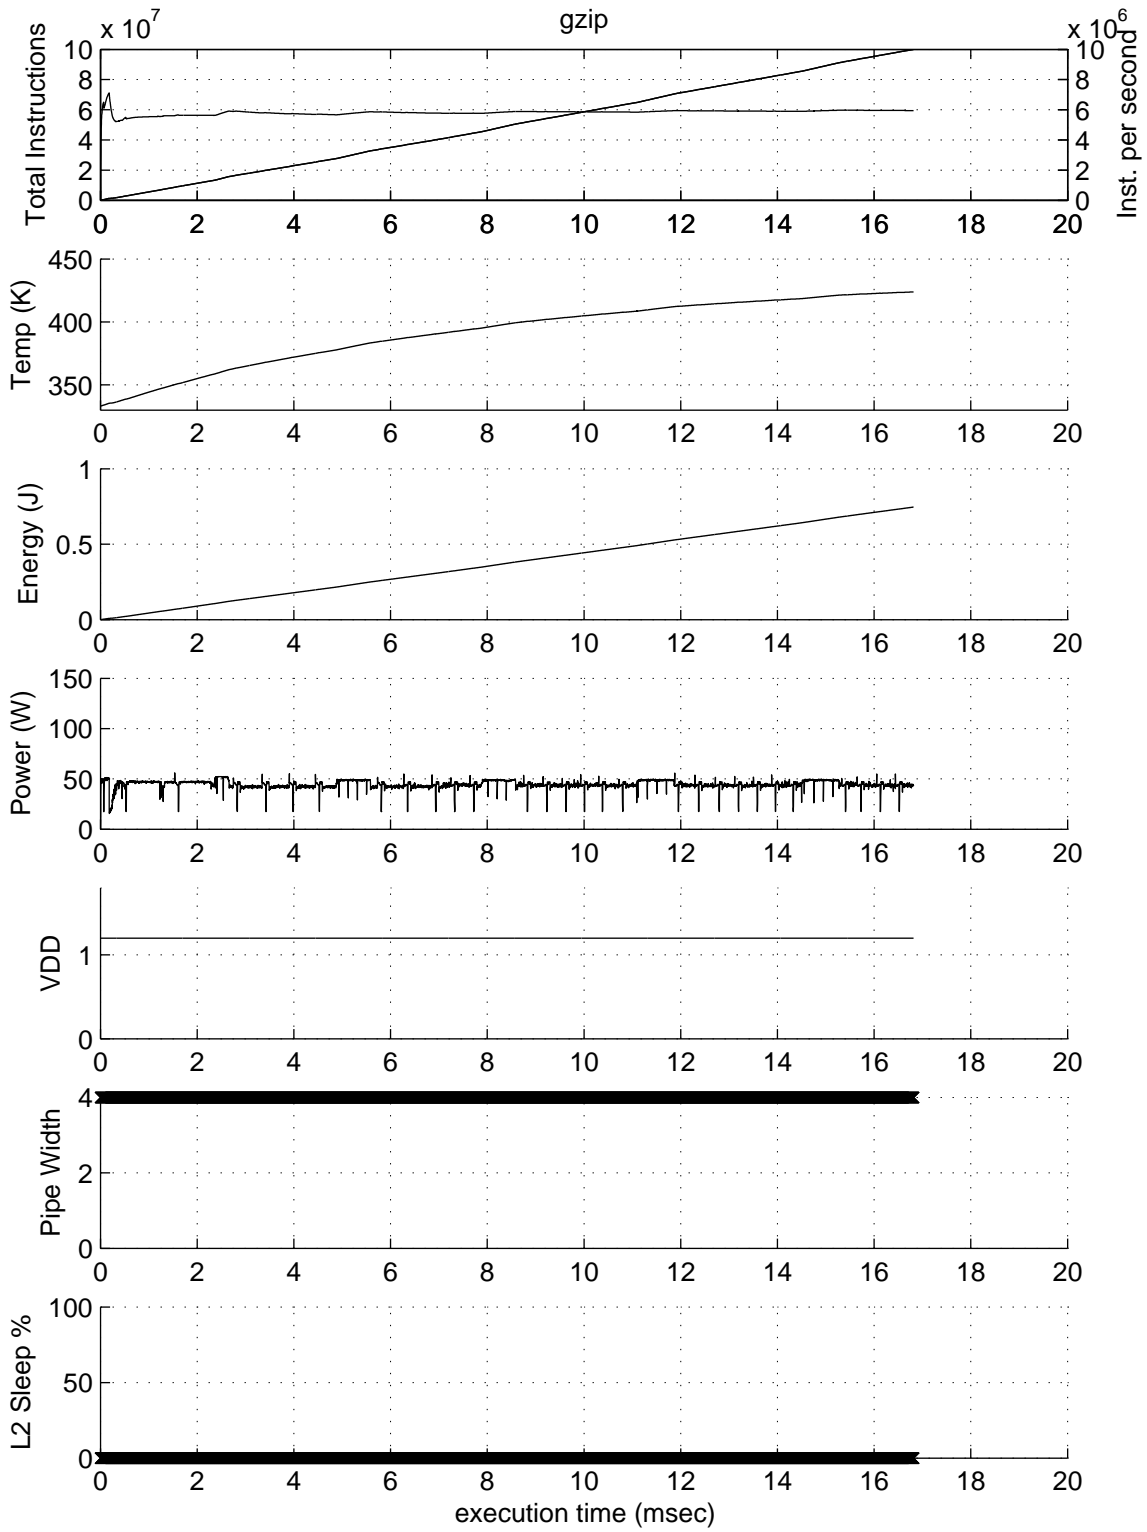 gzip
x 10^7
x 10^6
Total Instructions
10
8
6
4
2
0
10
8
6
4
2
0
Inst. per second
0 2 4 6 8 10 12 14 16 18 20
Temp (K)
450
400
350
0 2 4 6 8 10 12 14 16 18 20
Energy (J)
1
0.5
0
0 2 4 6 8 10 12 14 16 18 20
Power (W)
150
100
50
0
0 2 4 6 8 10 12 14 16 18 20
VDD
1
0
0 2 4 6 8 10 12 14 16 18 20
Pipe Width
4
2
0
0 2 4 6 8 10 12 14 16 18 20
L2 Sleep %
100
50
0
0 2 4 6 8 10 12 14 16 18 20
execution time (msec)